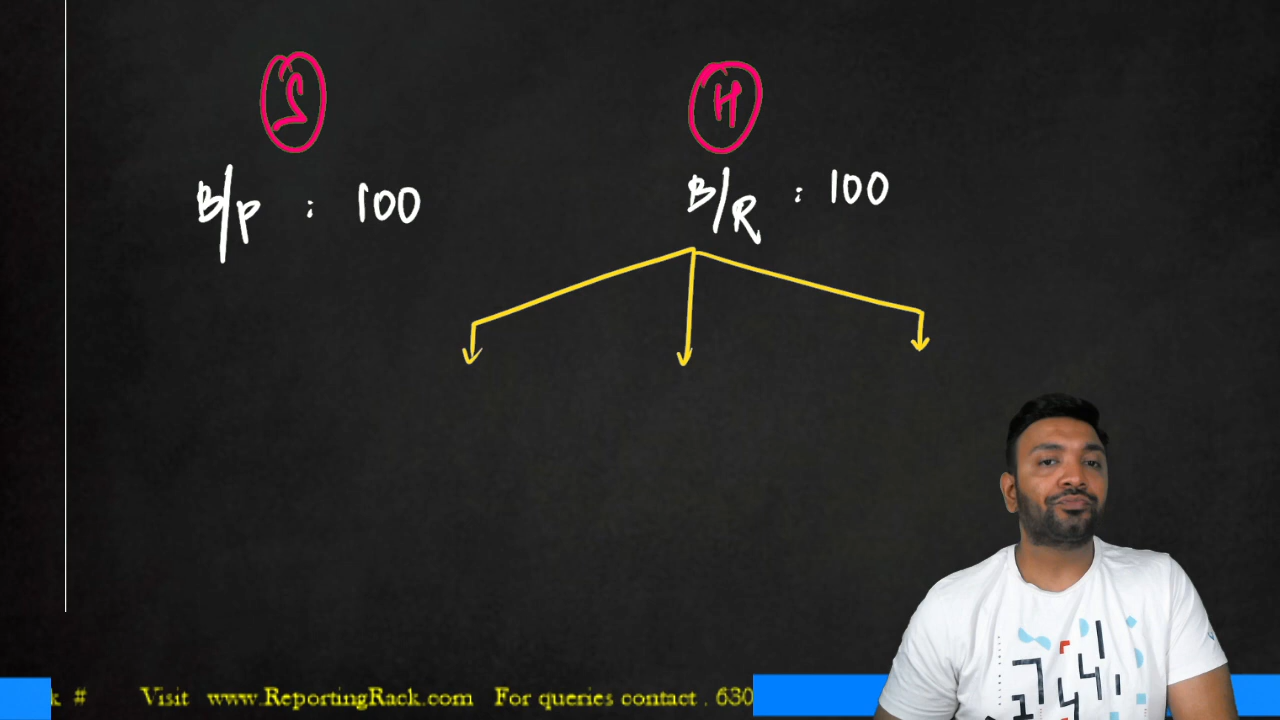 S H
B/P : 100 B/R : 100
# Visit www.ReportingRack.com For queries contact . 630